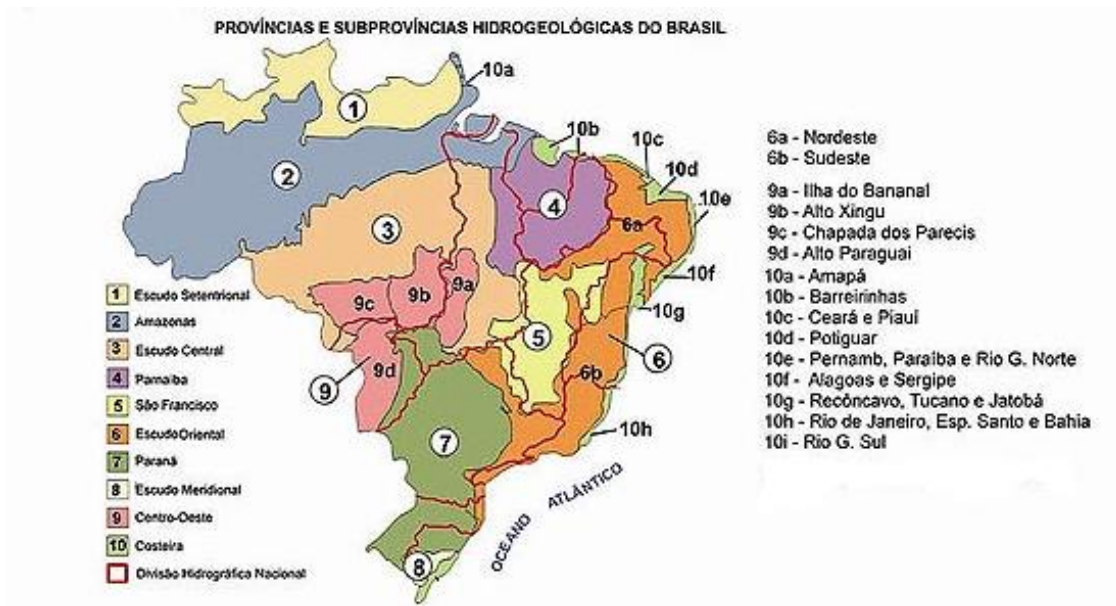 PROVÍNCIAS E SUBPROVÍNCIAS HIDROGEOLÓGICAS DO BRASIL
10a
1
10b
10c
10d
10e
2
4
6a
3
10f
9a
9b
9c
10g
5
6
9d
9
6b
10h
7
8
OCEANO ATLÂNTICO
1 Escudo Setentrional
2 Amazonas
3 Escudo Central
4 Parnaíba
5 São Francisco
6 Escudo Oriental
7 Paraná
8 Escudo Meridional
9 Centro-Oeste
10 Costeira
Divisão Hidrográfica Nacional
6a - Nordeste
6b - Sudeste
9a - Ilha do Bananal
9b - Alto Xingu
9c - Chapada dos Parecis
9d - Alto Paraguai
10a - Amapá
10b - Barreirinhas
10c - Ceará e Piauí
10d - Potiguar
10e - Pernamb, Paraíba e Rio G. Norte
10f - Alagoas e Sergipe
10g - Recôncavo, Tucano e Jatobá
10h - Rio de Janeiro, Esp. Santo e Bahia
10i - Rio G. Sul